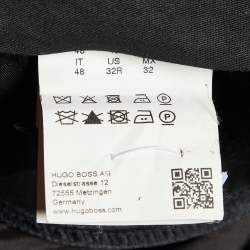 IT US MX
48 32R 32
HUGO BOSS AG
Dieselstrasse 12
72555 Metzingen
Germany
www.hugoboss.com